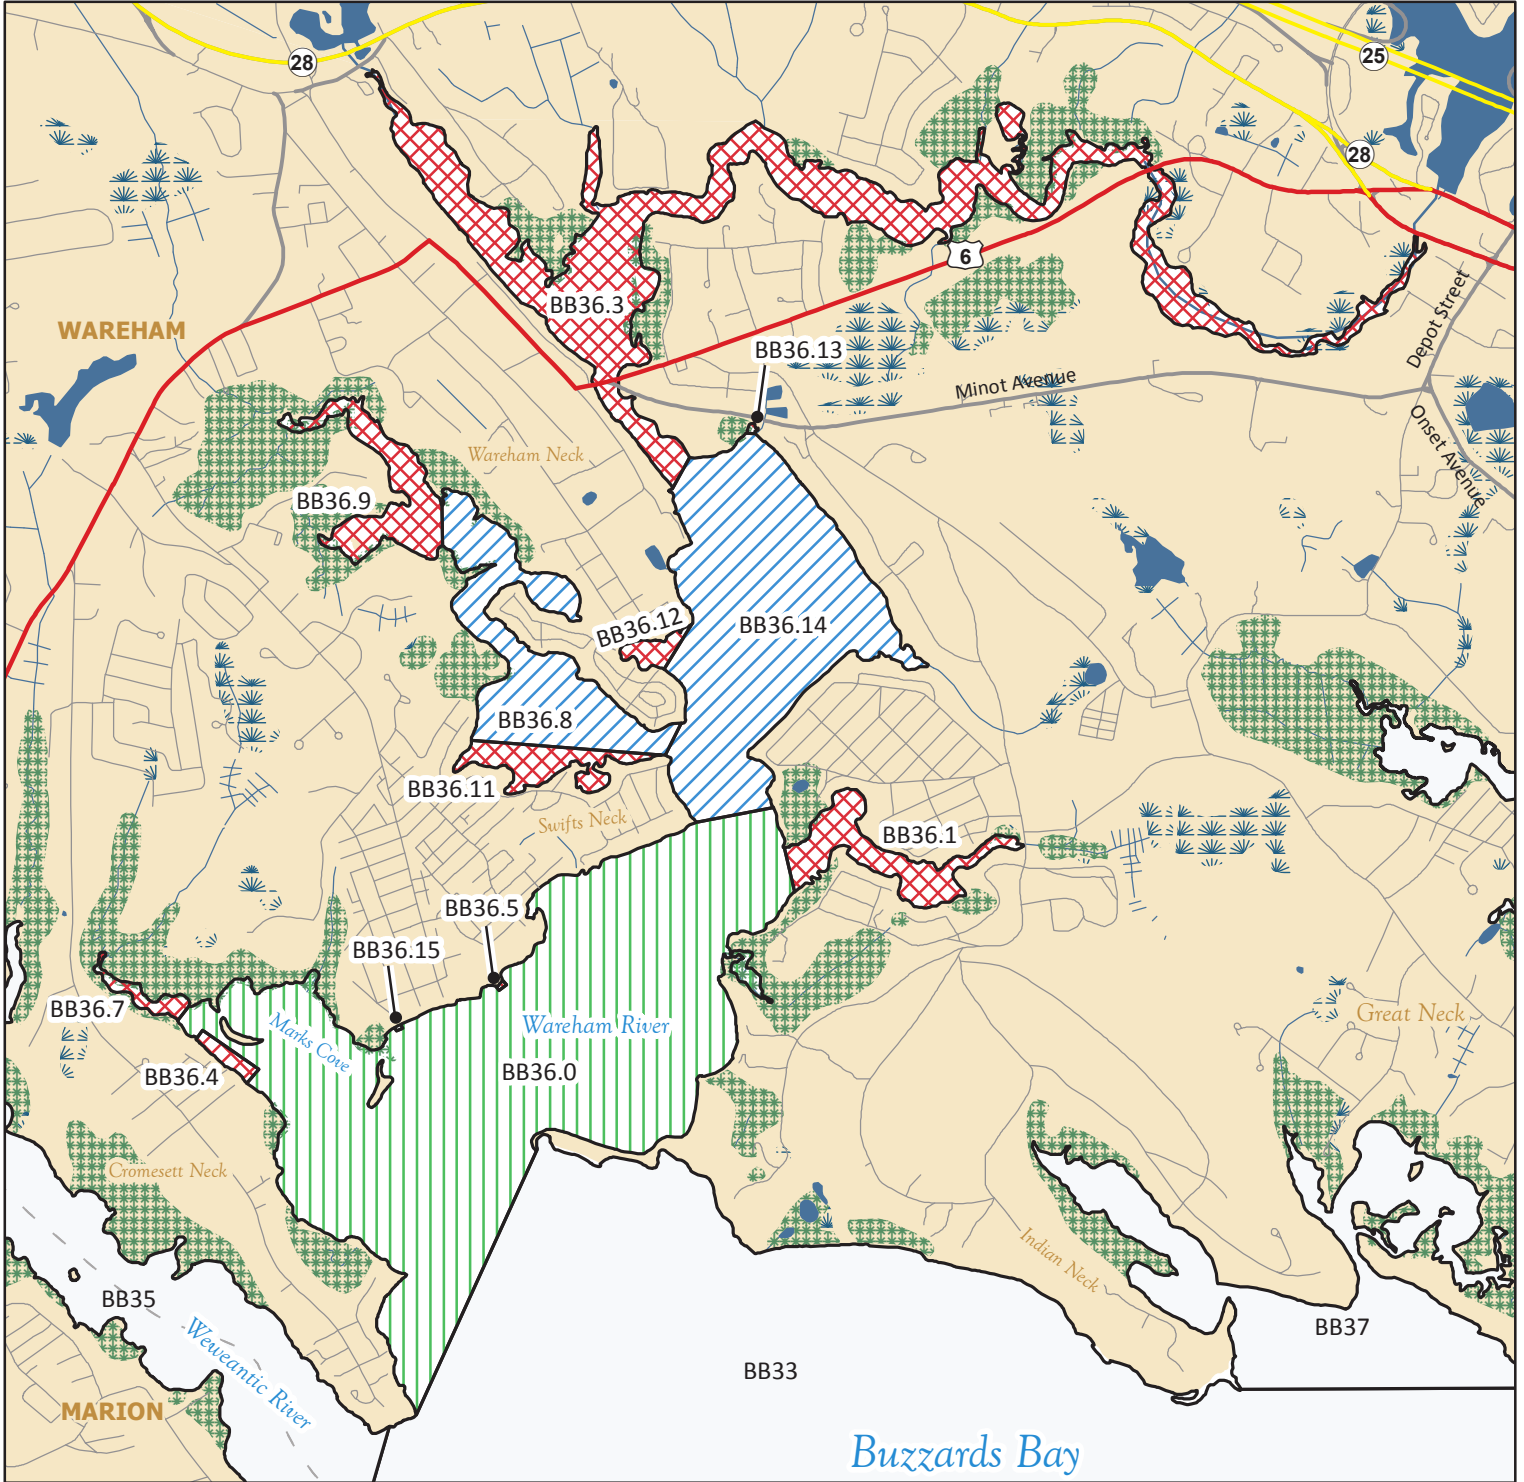 28
25
28
6
BB36.3
WAREHAM
BB36.13
Depot Street
Minot Avenue
Onset Avenue
Wareham Neck
BB36.9
BB36.12
BB36.14
BB36.8
BB36.11
Swifts Neck
BB36.1
BB36.5
BB36.15
BB36.7
Marks Cove
Wareham River
Great Neck
BB36.4
BB36.0
Cromesett Neck
Indian Neck
BB35
BB37
Weweantic River
BB33
MARION
Buzzards Bay